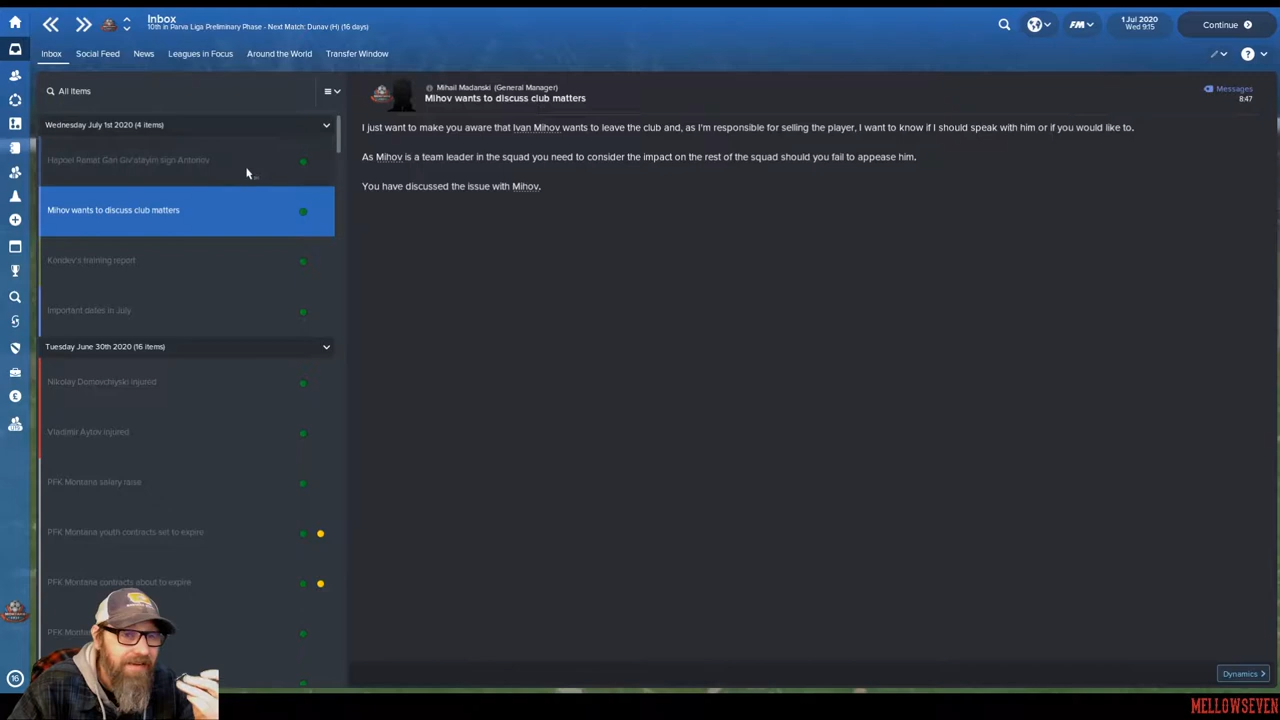 Inbox
10th in Parva Liga Preliminary Phase - Next Match: Dunav (H) (16 days)
FM
1 Jul 2020
Wed 9:15
Continue
Inbox
Social Feed
News
Leagues in Focus
Around the World
Transfer Window
All Items
Wednesday July 1st 2020 (4 items)
Hapoel Ramat Gan Giv'atayim sign Antonov
Mihov wants to discuss club matters
Kondev's training report
Important dates in July
Tuesday June 30th 2020 (16 items)
Nikolay Domovchiyski injured
Vladimir Aytov injured
PFK Montana salary raise
PFK Montana youth contracts set to expire
PFK Montana contracts about to expire
Mihail Madanski (General Manager)
Mihov wants to discuss club matters
Messages
8:47
I just want to make you aware that Ivan Mihov wants to leave the club and, as I'm responsible for selling the player, I want to know if I should speak with him or if you would like to.
As Mihov is a team leader in the squad you need to consider the impact on the rest of the squad should you fail to appease him.
You have discussed the issue with Mihov.
Dynamics
16
MELLOWSEVEN